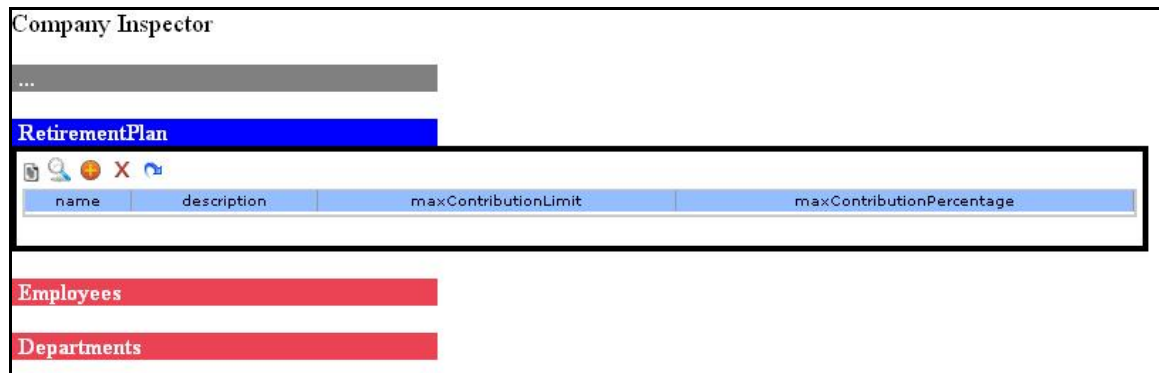 Company Inspector
...
RetirementPlan
name description maxContributionLimit maxContributionPercentage
Employees
Departments